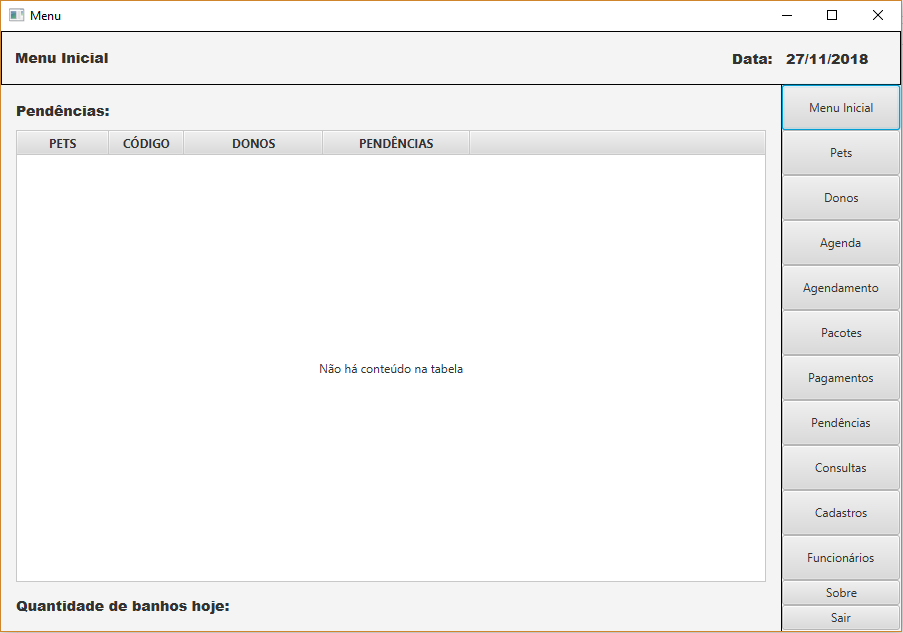 Menu
Menu Inicial
Data: 27/11/2018
Pendências:
PETS CÓDIGO DONOS PENDÊNCIAS
Não há conteúdo na tabela
Quantidade de banhos hoje:
Menu Inicial
Pets
Donos
Agenda
Agendamento
Pacotes
Pagamentos
Pendências
Consultas
Cadastros
Funcionários
Sobre
Sair